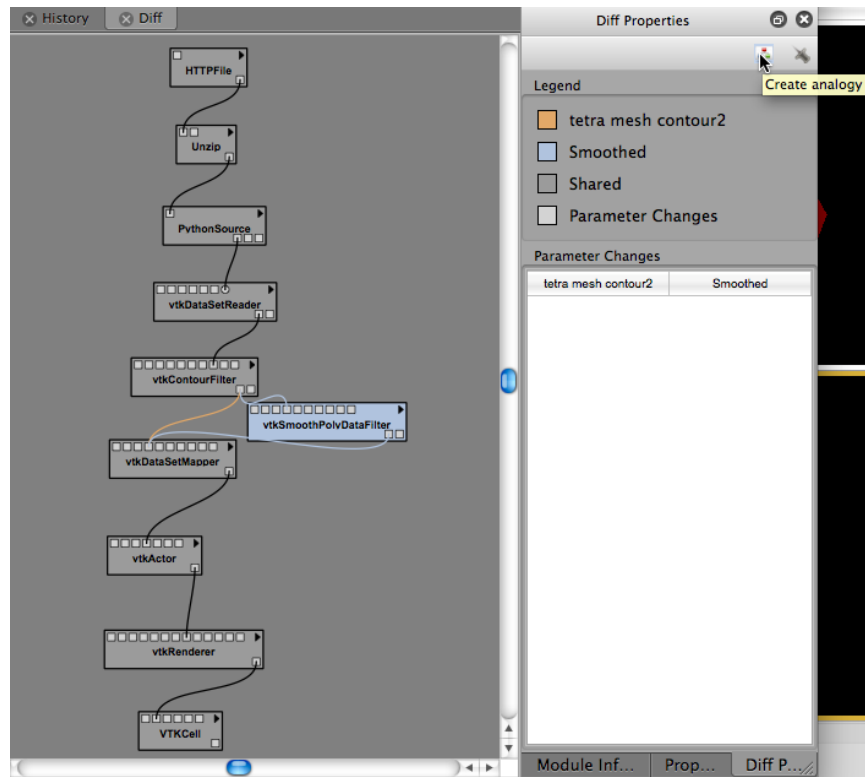 History
Diff
HTTPFile
Unzip
PythonSource
vtkDataSetReader
vtkContourFilter
vtkSmoothPolyDataFilter
vtkDataSetMapper
vtkActor
vtkRenderer
VTKCell
Diff Properties
Create analogy
Legend
tetra mesh contour2
Smoothed
Shared
Parameter Changes
Parameter Changes
tetra mesh contour2 Smoothed
Module Inf... Prop... Diff P...